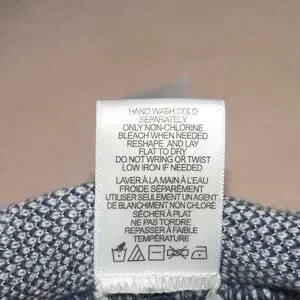 HAND WASH COLD
SEPARATELY
ONLY NON-CHLORINE
BLEACH WHEN NEEDED
RESHAPE, AND LAY
FLAT TO DRY
DO NOT WRING OR TWIST
LOW IRON IF NEEDED
LAVER À LA MAIN À L'EAU
FROIDE SÉPARÉMENT
UTILISER SEULEMENT UN AGENT
DE BLANCHIMENT NON CHLORÉ
SÉCHER À PLAT
NE PAS TORDRE
REPASSER À FAIBLE
TEMPÉRATURE